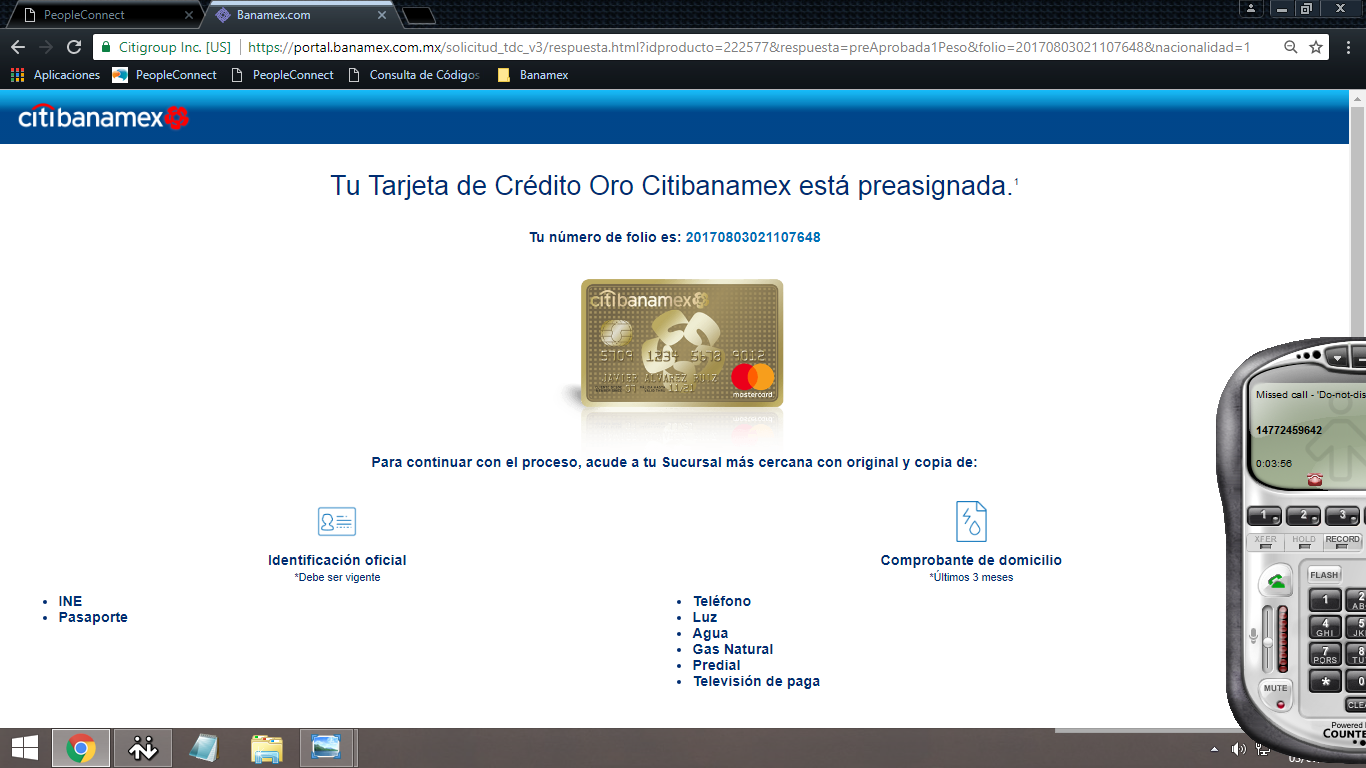 PeopleConnect
Banamex.com
Citigroup Inc. [US]
https://portal.banamex.com.mx/solicitud_tdc_v3/respuesta.html?idproducto=222577&respuesta=preAprobada1Peso&folio=20170803021107648&nacionalidad=1
Aplicaciones
PeopleConnect
PeopleConnect
Consulta de Códigos
Banamex
citibanamex
Tu Tarjeta de Crédito Oro Citibanamex está preasignada.1
Tu número de folio es: 20170803021107648
citibanamex
5709 1234 5678 9012
JAVIER ALVAREZ RUIZ
07 11/21
mastercard
Para continuar con el proceso, acude a tu Sucursal más cercana con original y copia de:
Identificación oficial
*Debe ser vigente
• INE
• Pasaporte
Comprobante de domicilio
*Últimos 3 meses
• Teléfono
• Luz
• Agua
• Gas Natural
• Predial
• Televisión de paga
Missed call - 'Do-not-dis
14772459642
0:03:56
1 2 3
XFER HOLD RECORD
FLASH
1 2
AB
4 5
GHI JK
7 8
PQRS TU
* 0
MUTE
CLE
Powered
COUNTE